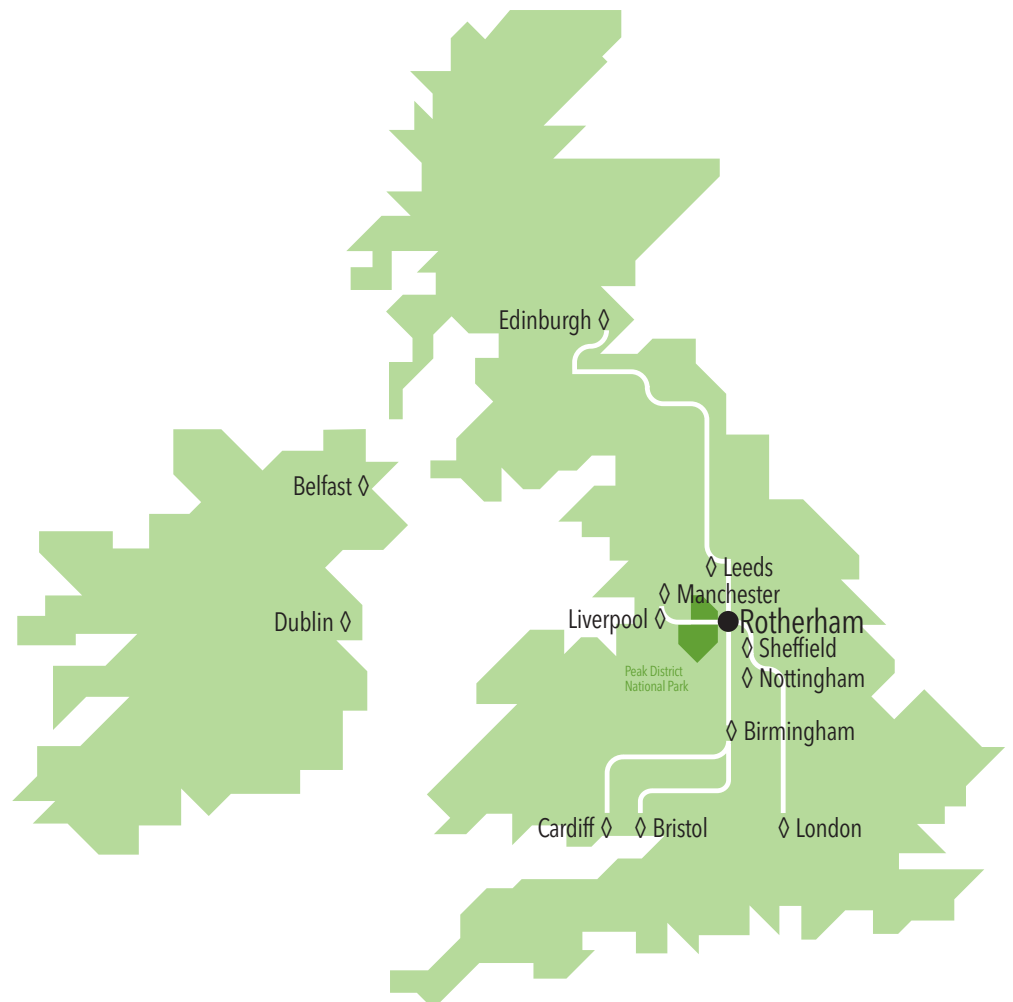 Edinburgh
Belfast
Leeds
Manchester
Liverpool
Dublin
Rotherham
Sheffield
Peak District
National Park
Nottingham
Birmingham
Cardiff
Bristol
London